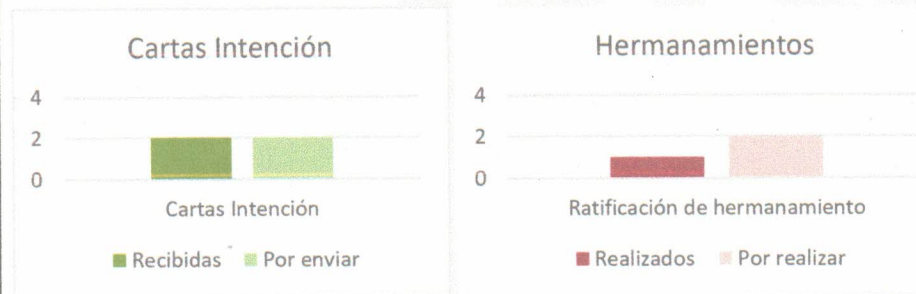 Cartas Intención
4
2
0
Cartas Intención
Recibidas Por enviar
Hermanamientos
4
2
0
Ratificación de hermanamiento
Realizados Por realizar